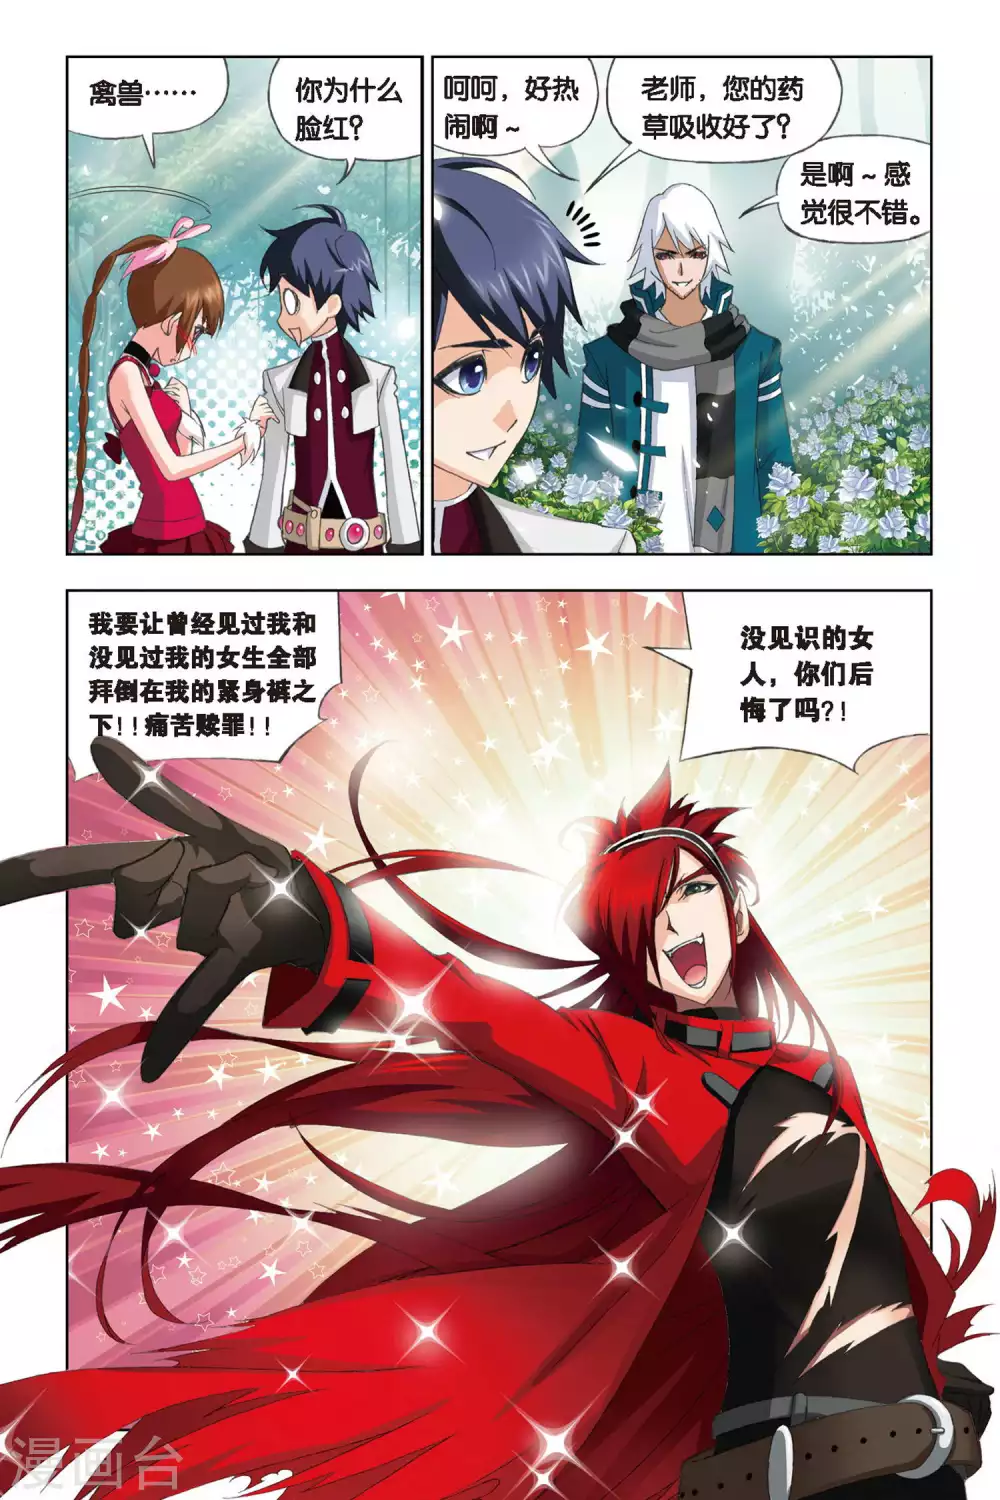 禽兽……
你为什么
脸红？
呵呵，好热
闹啊～
老师，您的药
草吸收好了？
是啊～感
觉很不错。
我要让曾经见过我和
没见过我的女生全部
拜倒在我的紧身裤之
下！！痛苦赎罪！！
没见识的女
人，你们后
悔了吗？！
漫画台